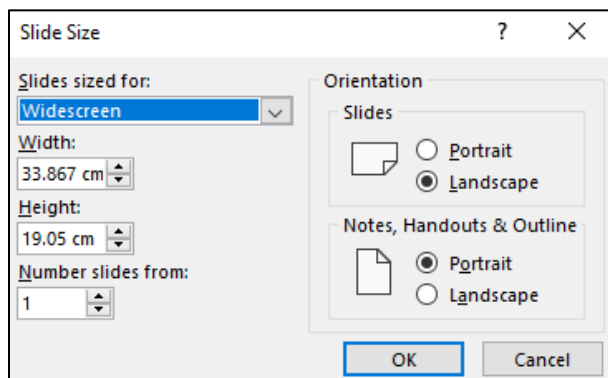 Slide Size
?
Slides sized for:
Widescreen
Width:
33.867 cm
Height:
19.05 cm
Number slides from:
1
Orientation
Slides
Portrait
Landscape
Notes, Handouts & Outline
Portrait
Landscape
OK
Cancel